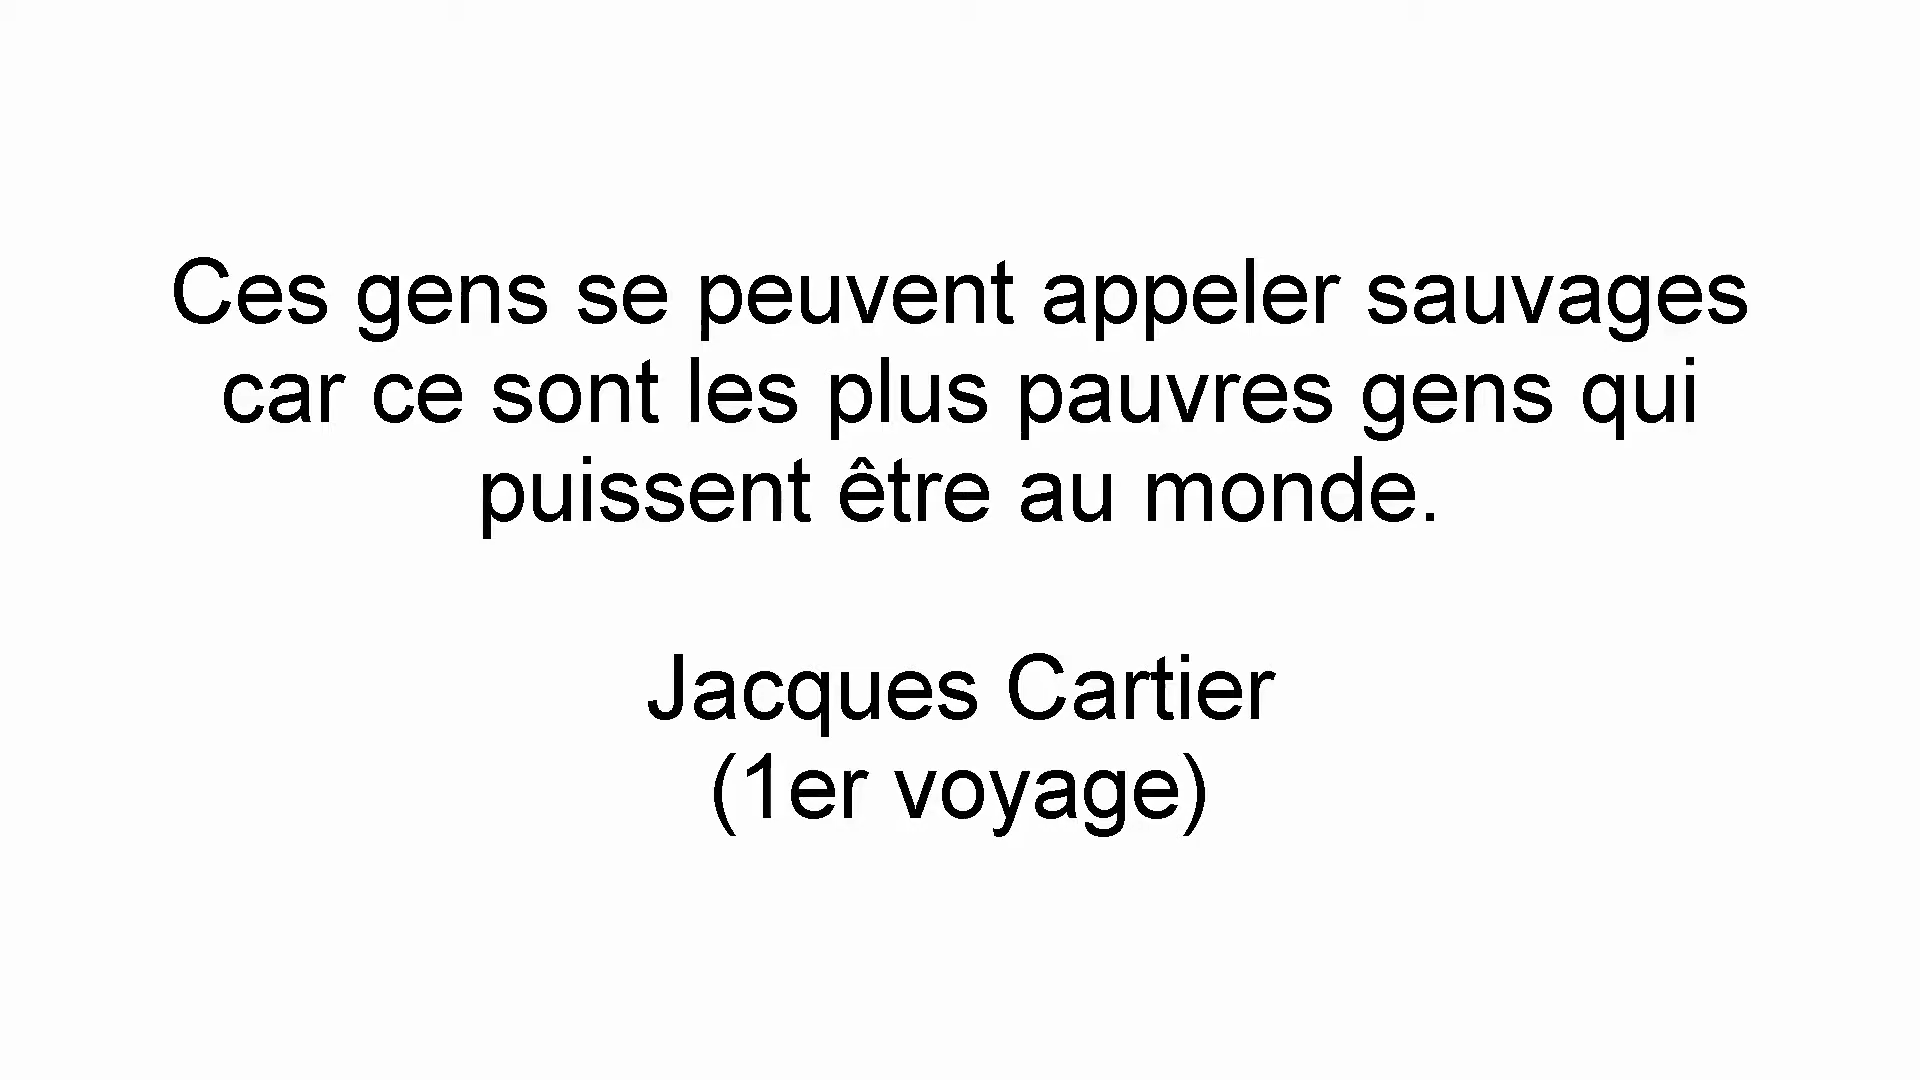 Ces gens se peuvent appeler sauvages
car ce sont les plus pauvres gens qui
puissent être au monde.
Jacques Cartier
(1er voyage)